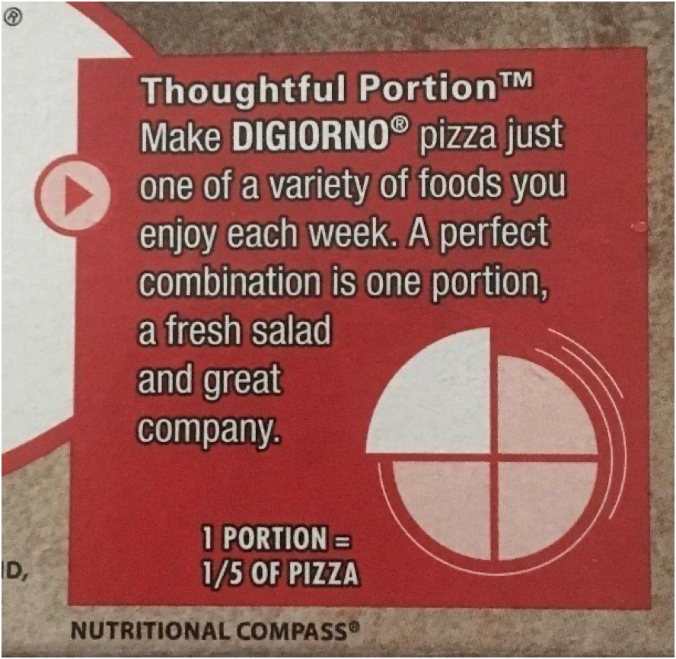 ®
Thoughtful Portion™
Make DIGIORNO® pizza just
one of a variety of foods you
enjoy each week. A perfect
combination is one portion,
a fresh salad
and great
company.
1 PORTION =
1/5 OF PIZZA
ID,
NUTRITIONAL COMPASS®